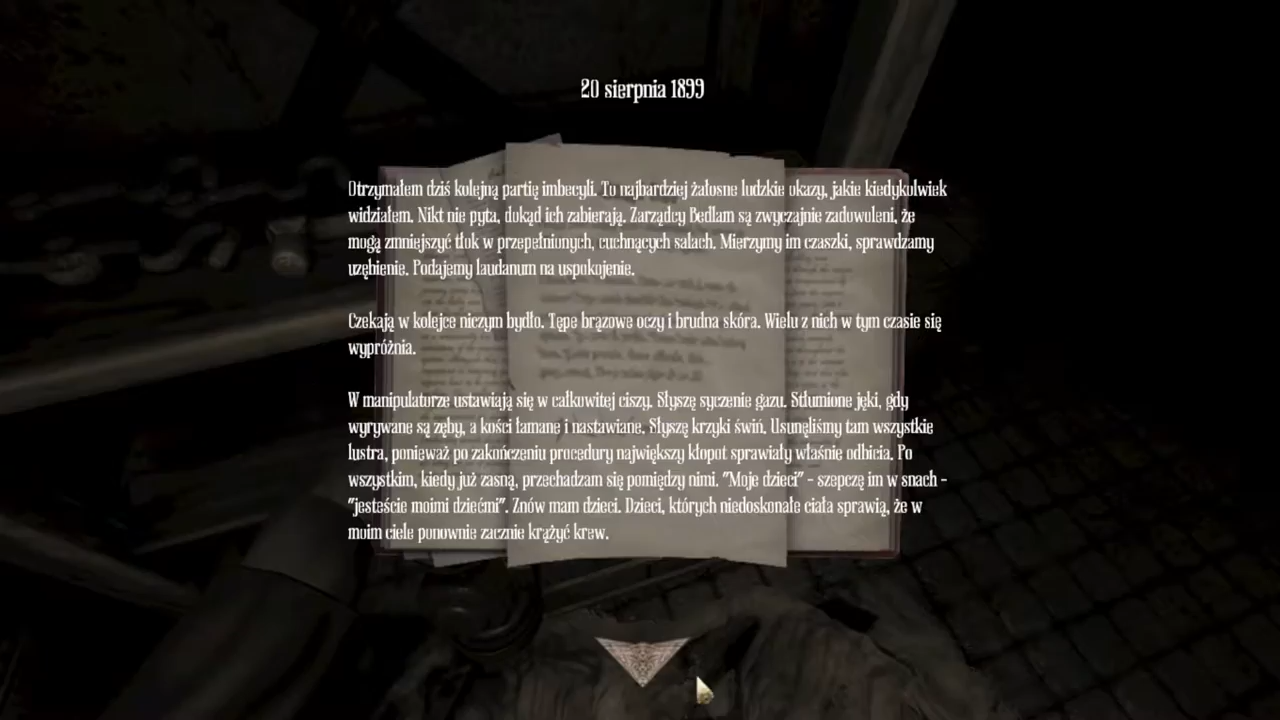 20 sierpnia 1899
Otrzymałem dziś kolejną partię imbecyli. To najbardziej żałosne ludzkie okazy, jakie kiedykolwiek
widziałem. Nikt nie pyta, dokąd ich zabierają. Zarządcy Bedlam są zwyczajnie zadowoleni, że
mogą zmniejszyć tłok w przepełnionych, cuchnących salach. Mierzymy im czaszki, sprawdzamy
uzębienie. Podajemy laudanum na uspokojenie.
Czekają w kolejce niczym bydło. Tępe brązowe oczy i brudna skóra. Wielu z nich w tym czasie się
wypróżnia.
W manipulatorze ustawiają się w całkowitej ciszy. Słyszę syczenie gazu. Stłumione jęki, gdy
wyrywane są zęby, a kości łamane i nastawiane. Słyszę krzyki świń. Usunęliśmy tam wszystkie
lustra, ponieważ po zakończeniu procedury największy kłopot sprawiały właśnie odbicia. Po
wszystkim, kiedy już zasną, przechadzam się pomiędzy nimi. "Moje dzieci" - szepczę im w snach -
"jesteście moimi dziećmi". Znów mam dzieci. Dzieci, których niedoskonałe ciała sprawią, że w
moim ciele ponownie zacznie krążyć krew.